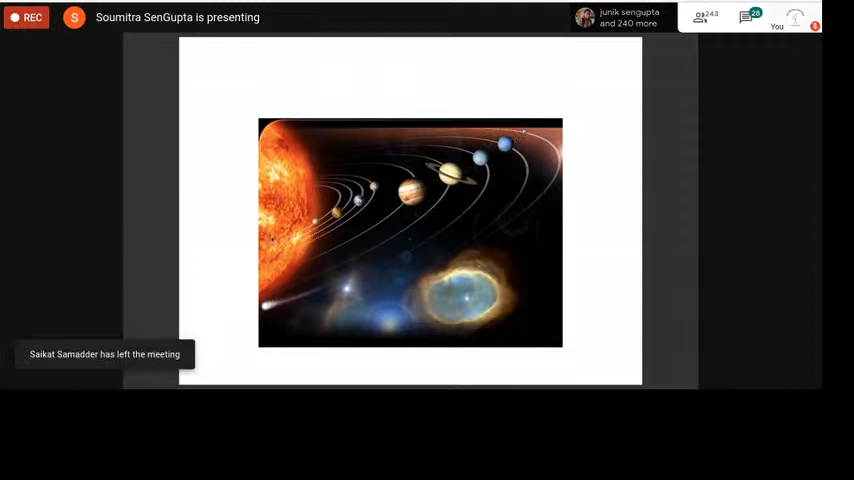 REC
S
Soumitra SenGupta is presenting
junik sengupta
and 240 more
243
28
You
Saikat Samadder has left the meeting